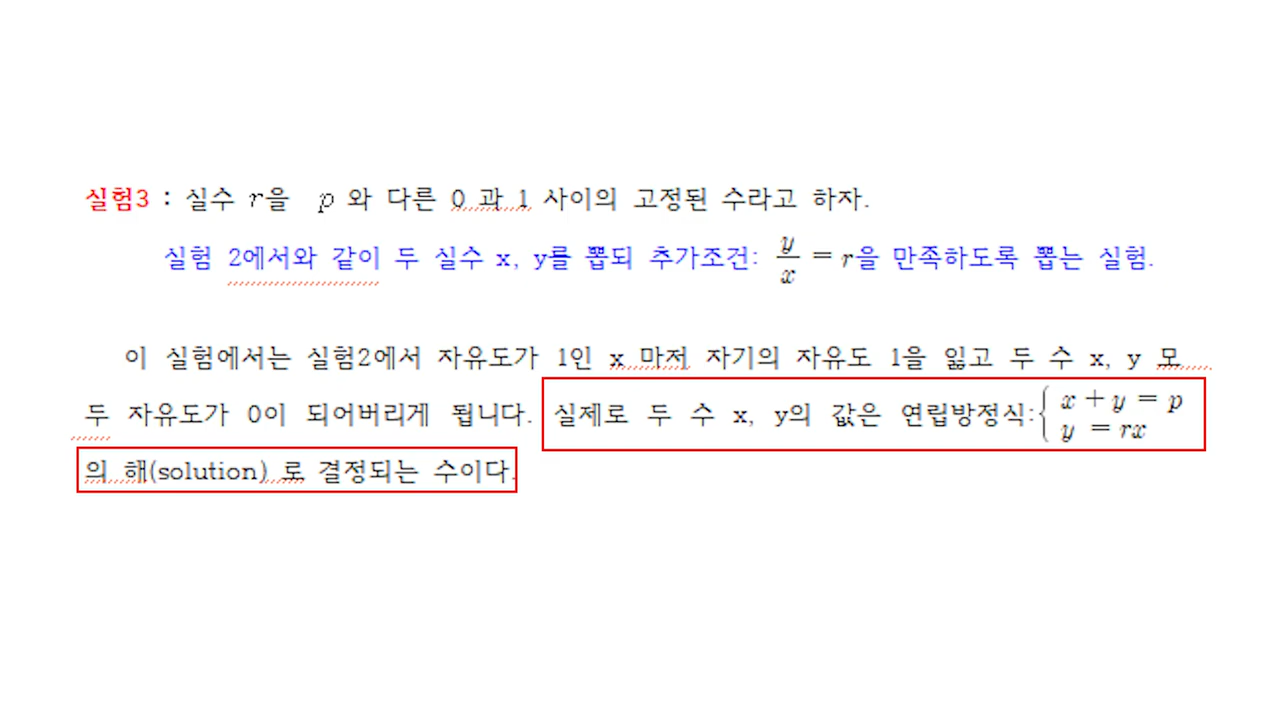 실험3 : 실수 r을 p 와 다른 0 과 1 사이의 고정된 수라고 하자.
실험 2에서와 같이 두 실수 x, y를 뽑되 추가조건: y/x = r을 만족하도록 뽑는 실험.
이 실험에서는 실험2에서 자유도가 1인 x 마저 자기의 자유도 1을 잃고 두 수 x, y 모
두 자유도가 0이 되어버리게 됩니다. 실제로 두 수 x, y의 값은 연립방정식:{ x + y = p
y = rx
의 해(solution) 로 결정되는 수이다.